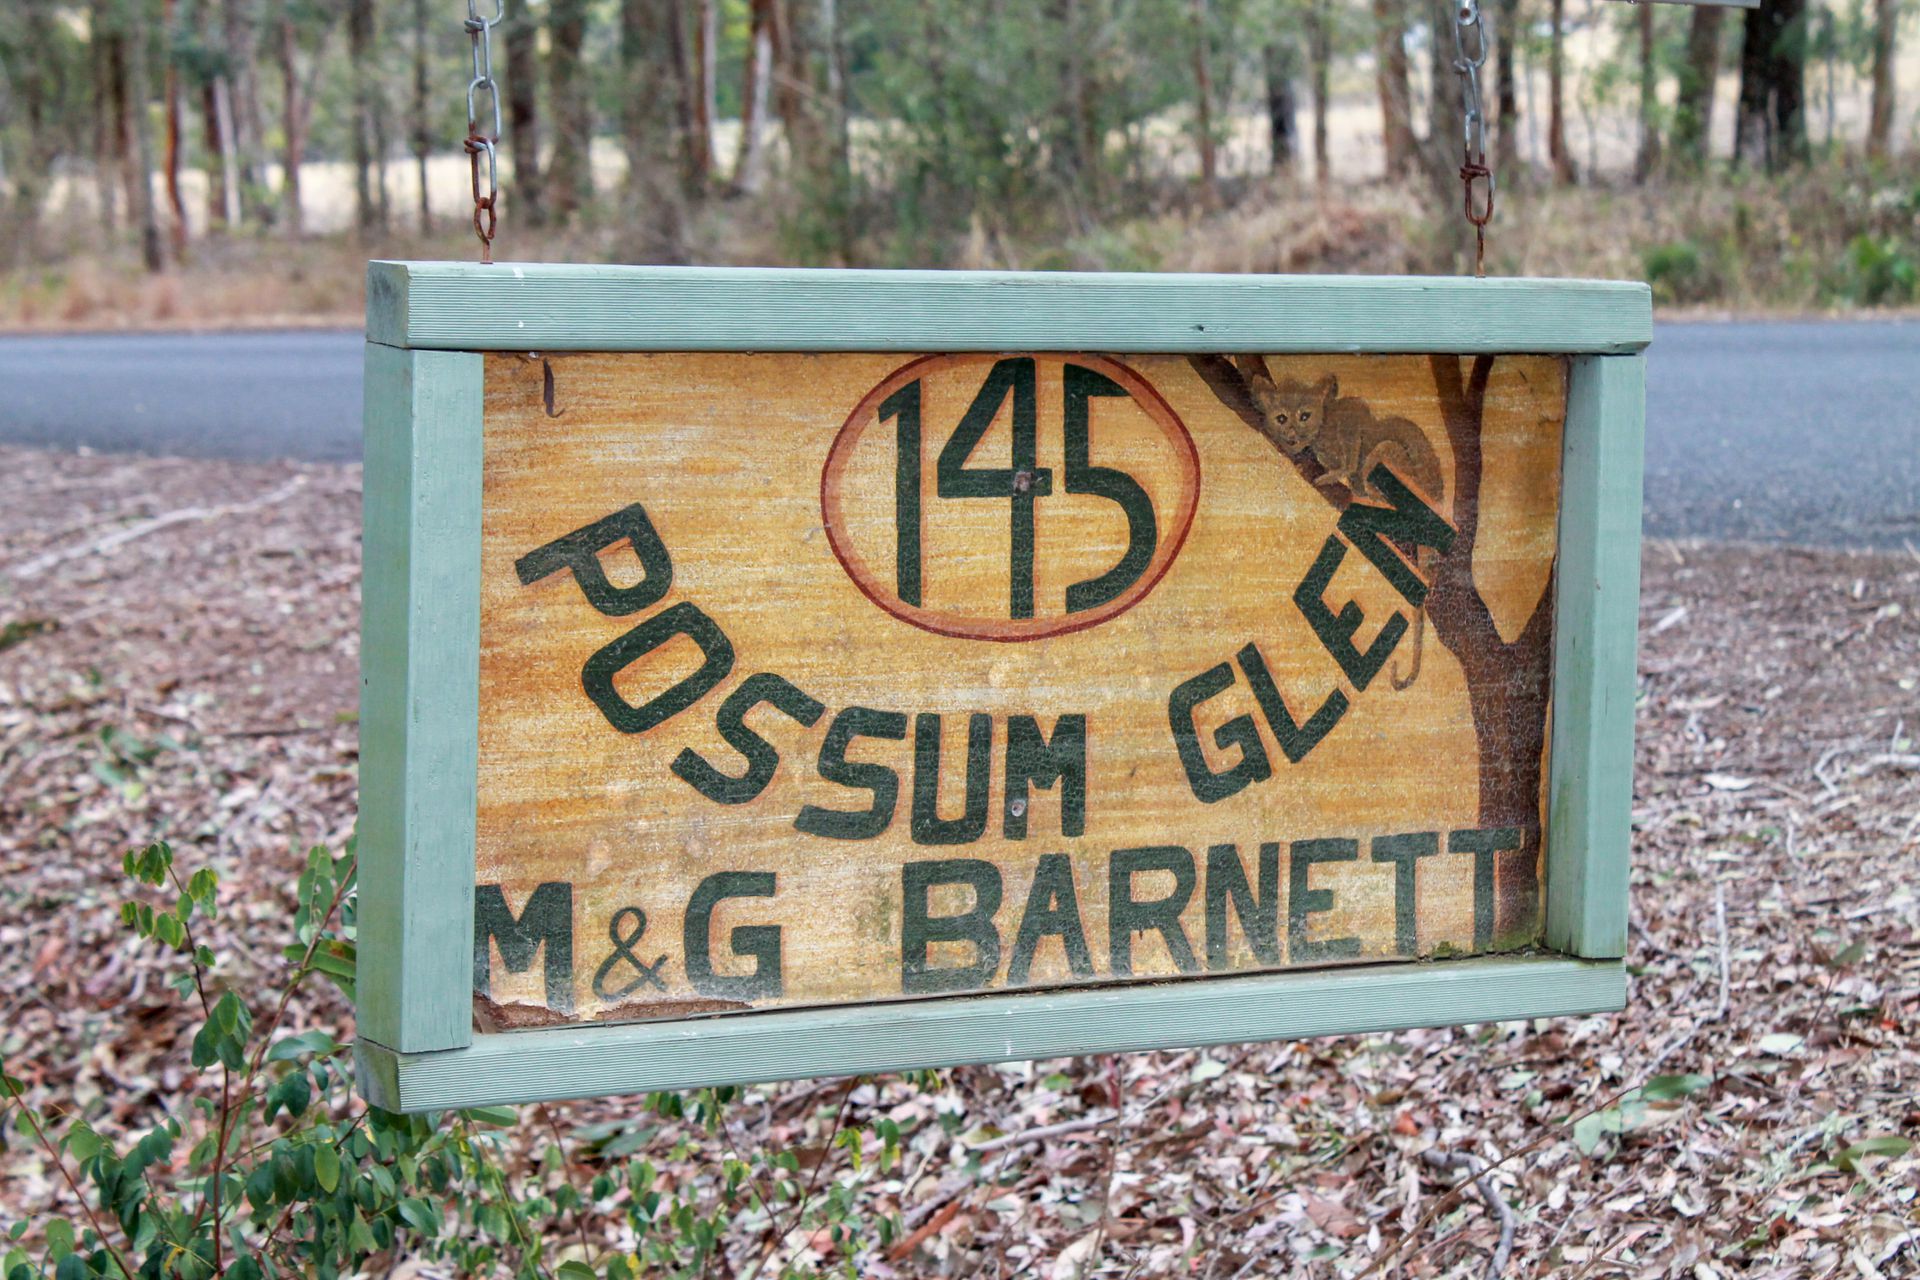 145
POSSUM GLEN
M & G BARNETT